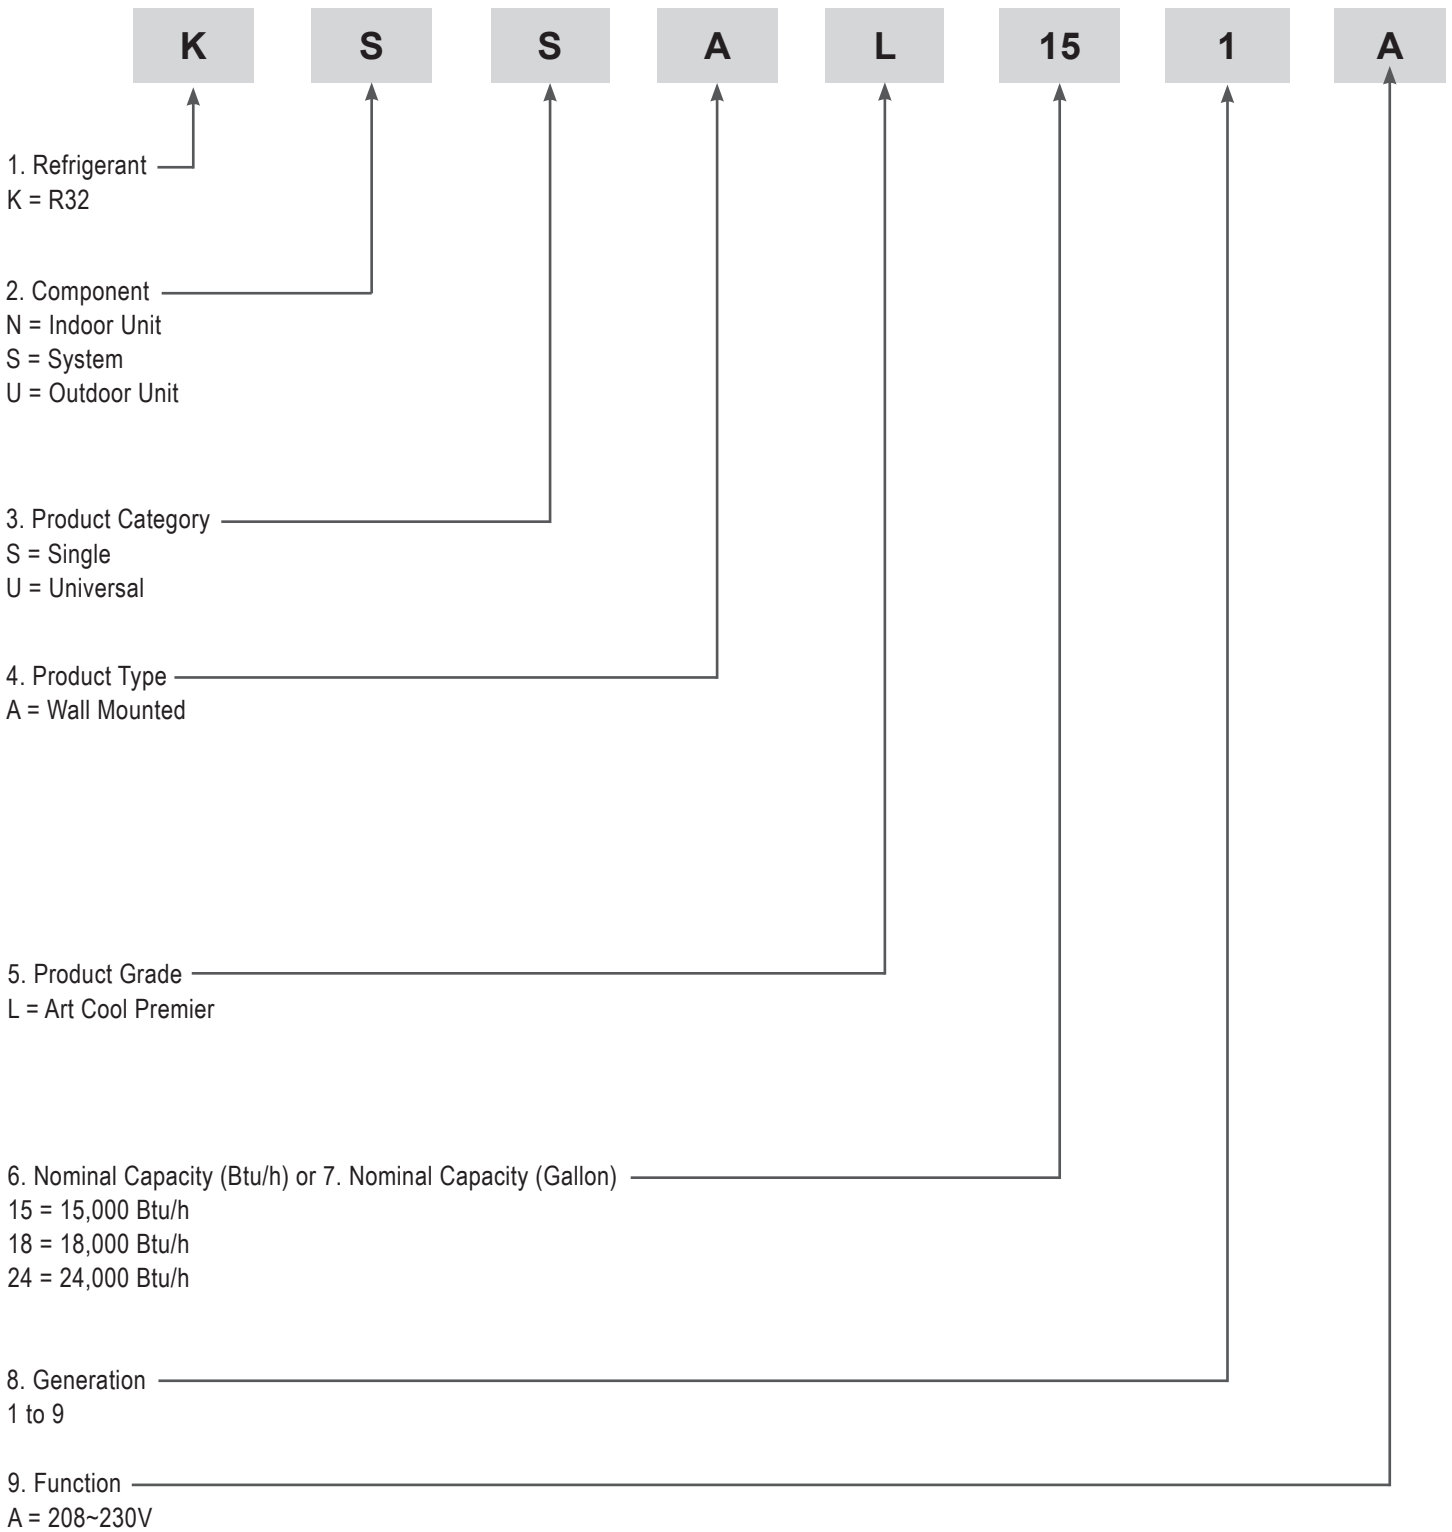 K S S A L 15 1 A
1. Refrigerant
K = R32
2. Component
N = Indoor Unit
S = System
U = Outdoor Unit
3. Product Category
S = Single
U = Universal
4. Product Type
A = Wall Mounted
5. Product Grade
L = Art Cool Premier
6. Nominal Capacity (Btu/h) or 7. Nominal Capacity (Gallon)
15 = 15,000 Btu/h
18 = 18,000 Btu/h
24 = 24,000 Btu/h
8. Generation
1 to 9
9. Function
A = 208~230V